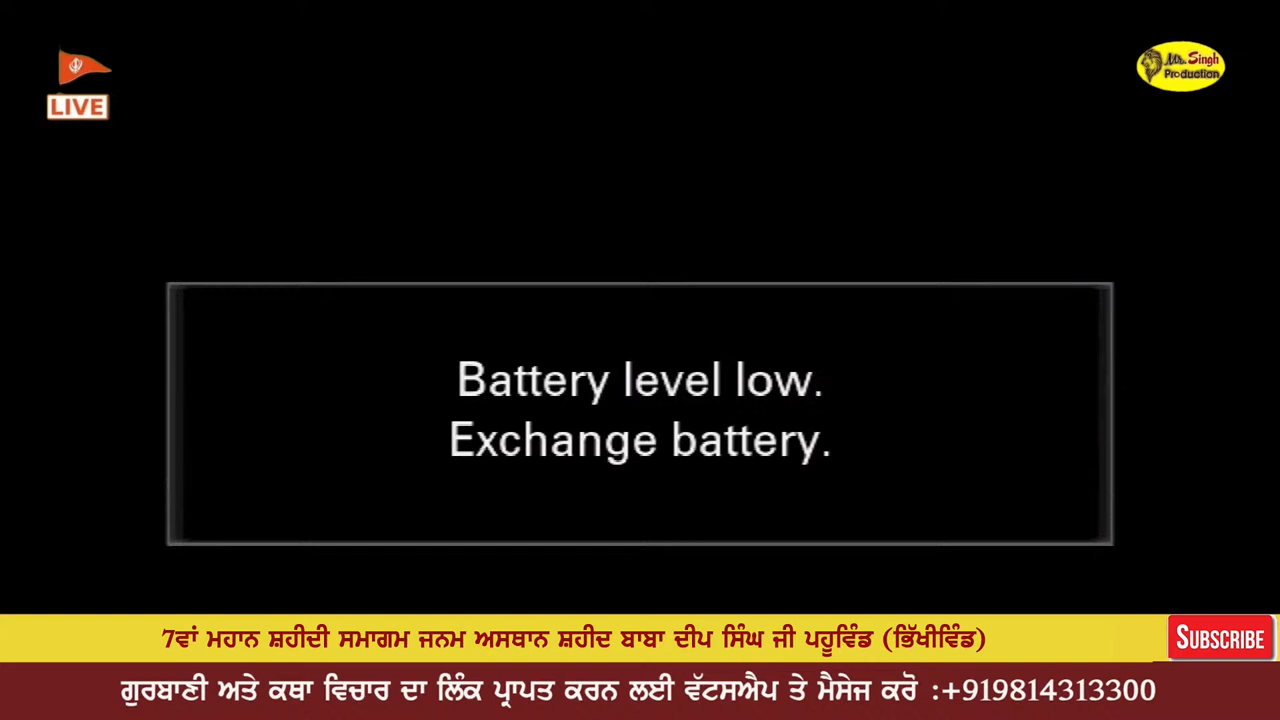 LIVE
Mr. Singh
Production
Battery level low.
Exchange battery.
7ਵਾਂ ਮਹਾਨ ਸ਼ਹੀਦੀ ਸਮਾਗਮ ਜਨਮ ਅਸਥਾਨ ਸ਼ਹੀਦ ਬਾਬਾ ਦੀਪ ਸਿੰਘ ਜੀ ਪਹੂਵਿੰਡ (ਭਿੱਖੀਵਿੰਡ)
SUBSCRIBE
ਗੁਰਬਾਣੀ ਅਤੇ ਕਥਾ ਵਿਚਾਰ ਦਾ ਲਿੰਕ ਪ੍ਰਾਪਤ ਕਰਨ ਲਈ ਵੱਟਸਐਪ ਤੇ ਮੈਸੇਜ ਕਰੋ :+919814313300